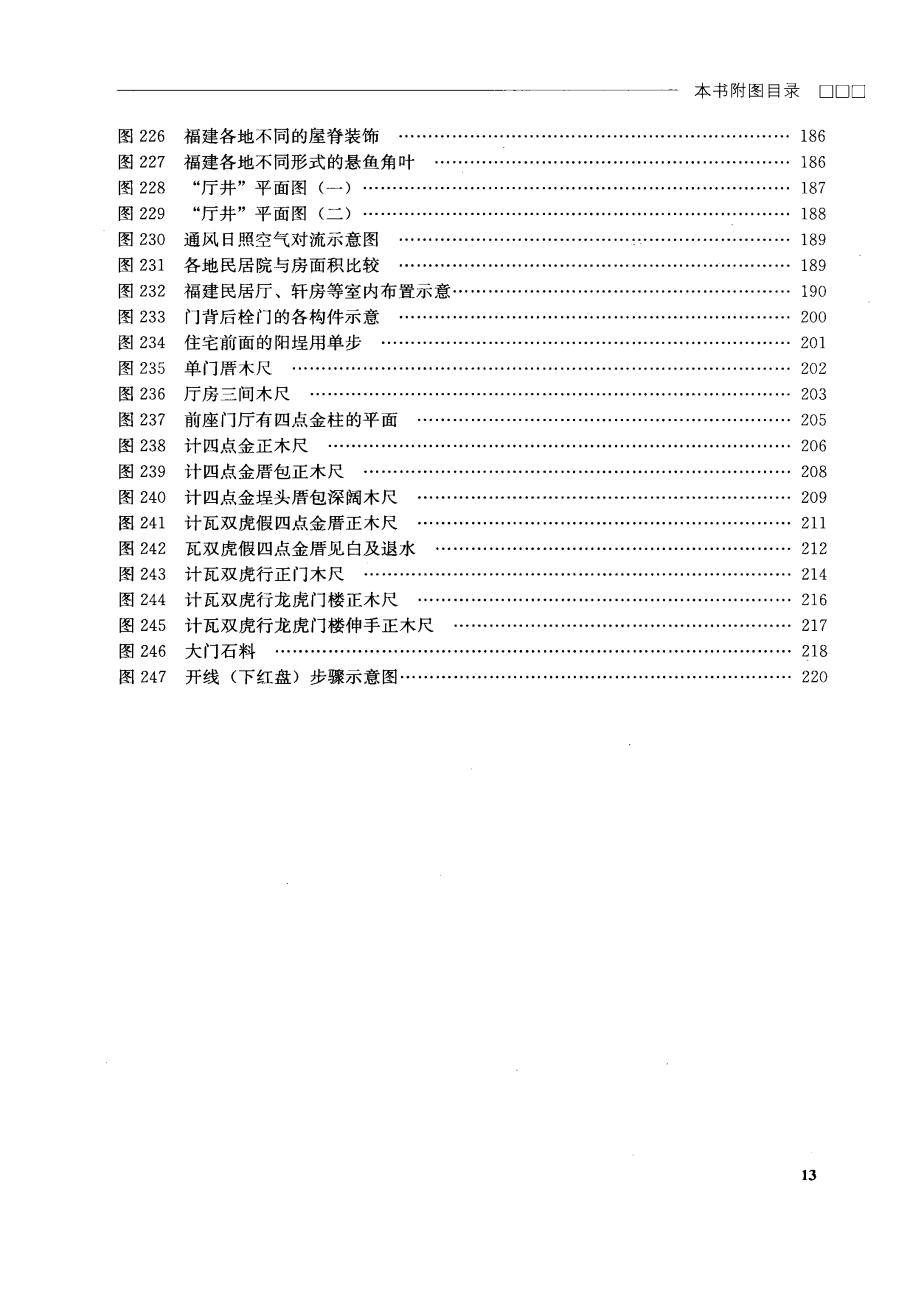 本书附图目录 □□□
图 226 福建各地不同的屋脊装饰 …………………………………………………… 186
图 227 福建各地不同形式的悬鱼角叶 …………………………………………………… 186
图 228 “厅井”平面图（一）…………………………………………………… 187
图 229 “厅井”平面图（二）…………………………………………………… 188
图 230 通风日照空气对流示意图 …………………………………………………… 189
图 231 各地民居院与房面积比较 …………………………………………………… 189
图 232 福建民居厅、轩房等室内布置示意…………………………………………………… 190
图 233 门背后栓门的各构件示意 …………………………………………………… 200
图 234 住宅前面的阳埕用单步 …………………………………………………… 201
图 235 单门厝木尺 …………………………………………………… 202
图 236 厅房三间木尺 …………………………………………………… 203
图 237 前座门厅有四点金柱的平面 …………………………………………………… 205
图 238 计四点金正木尺 …………………………………………………… 206
图 239 计四点金厝包正木尺 …………………………………………………… 208
图 240 计四点金埕头厝包深阔木尺 …………………………………………………… 209
图 241 计瓦双虎假四点金厝正木尺 …………………………………………………… 211
图 242 瓦双虎假四点金厝见白及退水 …………………………………………………… 212
图 243 计瓦双虎行正门木尺 …………………………………………………… 214
图 244 计瓦双虎行龙虎门楼正木尺 …………………………………………………… 216
图 245 计瓦双虎行龙虎门楼伸手正木尺 …………………………………………………… 217
图 246 大门石料 …………………………………………………… 218
图 247 开线（下红盘）步骤示意图…………………………………………………… 220
13